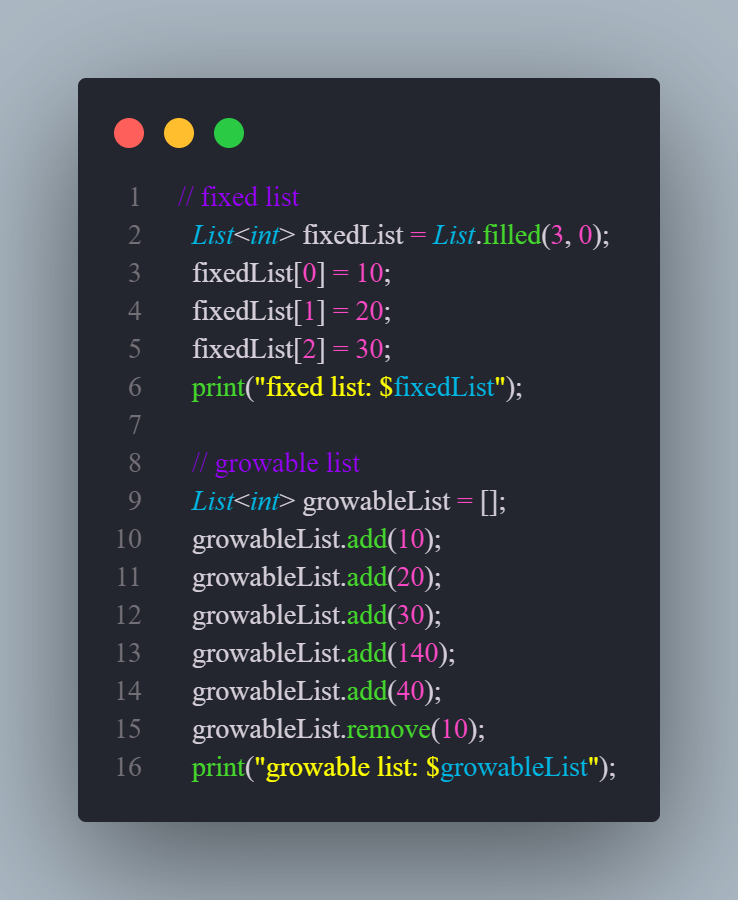 1 // fixed list
2 List<int> fixedList = List.filled(3, 0);
3 fixedList[0] = 10;
4 fixedList[1] = 20;
5 fixedList[2] = 30;
6 print("fixed list: $fixedList");
7
8 // growable list
9 List<int> growableList = [];
10 growableList.add(10);
11 growableList.add(20);
12 growableList.add(30);
13 growableList.add(140);
14 growableList.add(40);
15 growableList.remove(10);
16 print("growable list: $growableList");